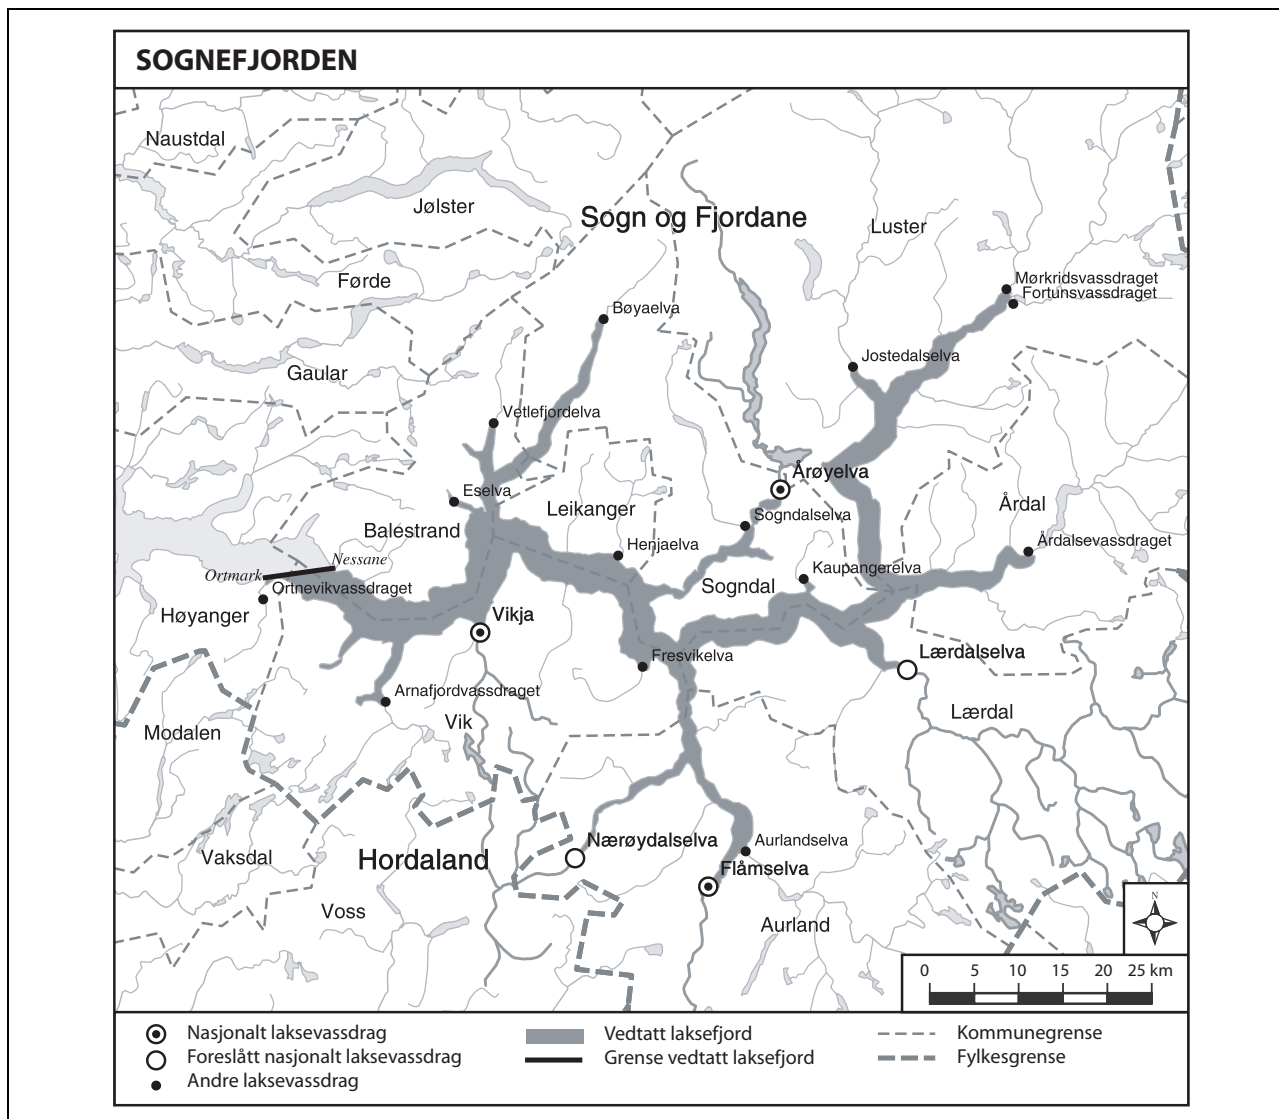 SOGNEFJORDEN
Naustdal
Jølster
Sogn og Fjordane
Luster
Førde
Mørkridsvassdraget
Fortunsvassdraget
Bøyaelva
Jostedalselva
Gaular
Vetlefjordelva
Årøyelva
Eselva
Leikanger
Årdal
Balestrand
Sogndalselva
Henjaelva
Årdalsevassdraget
Nessane
Ortmark
Kaupangerelva
Ortnevikvassdraget
Sogndal
Høyanger
Vikja
Fresvikelva
Lærdalselva
Arnafjordvassdraget
Lærdal
Vik
Modalen
Nærøydalselva
Aurlandselva
Vaksdal
Hordaland
Flåmselva
N
Voss
Aurland
0 5 10 15 20 25 km
Nasjonalt laksevassdrag
Foreslått nasjonalt laksevassdrag
Andre laksevassdrag
Vedtatt laksefjord
Grense vedtatt laksefjord
Kommunegrense
Fylkesgrense